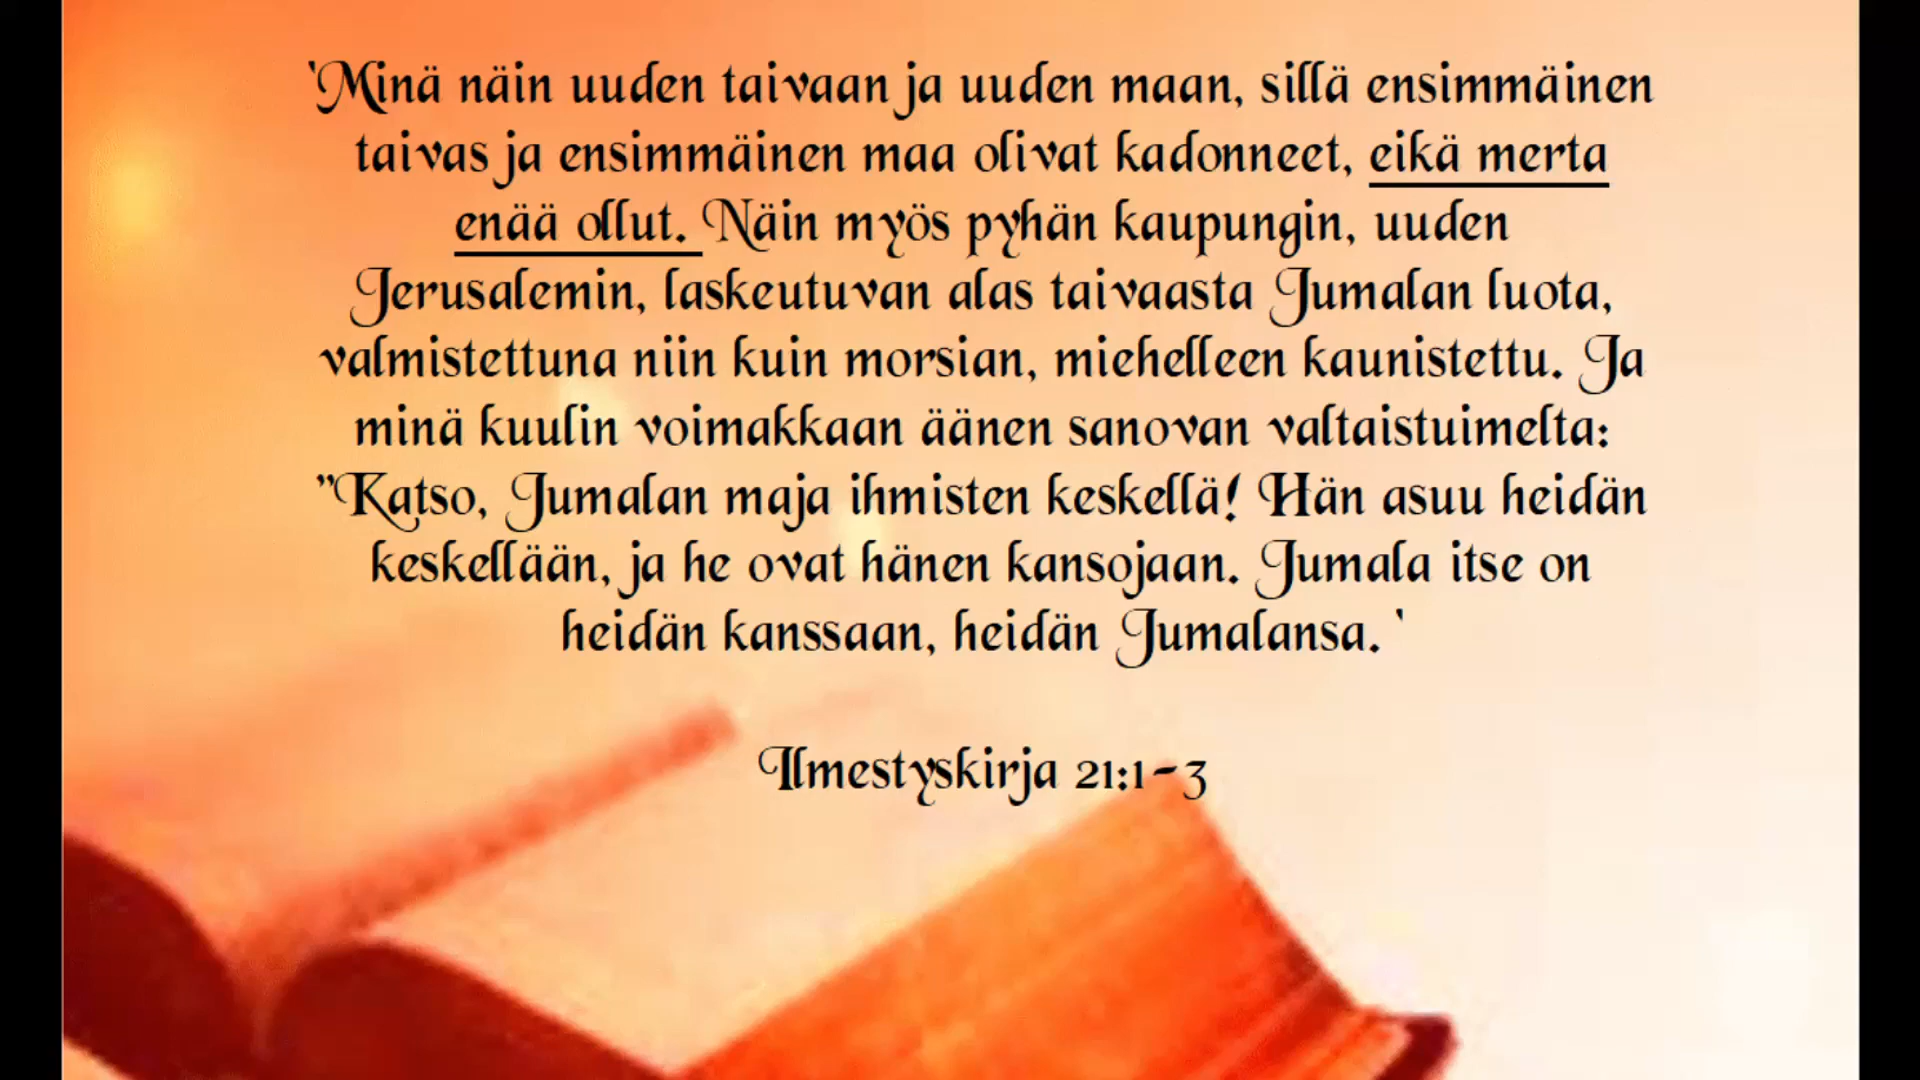 'Minä näin uuden taivaan ja uuden maan, sillä ensimmäinen
taivas ja ensimmäinen maa olivat kadonneet, eikä merta
enää ollut. Näin myös pyhän kaupungin, uuden
Jerusalemin, laskeutuvan alas taivaasta Jumalan luota,
valmistettuna niin kuin morsian, miehelleen kaunistettu. Ja
minä kuulin voimakkaan äänen sanovan valtaistuimelta:
"Katso, Jumalan maja ihmisten keskellä! Hän asuu heidän
keskellään, ja he ovat hänen kansojaan. Jumala itse on
heidän kanssaan, heidän Jumalansa. '
Ilmestyskirja 21:1-3